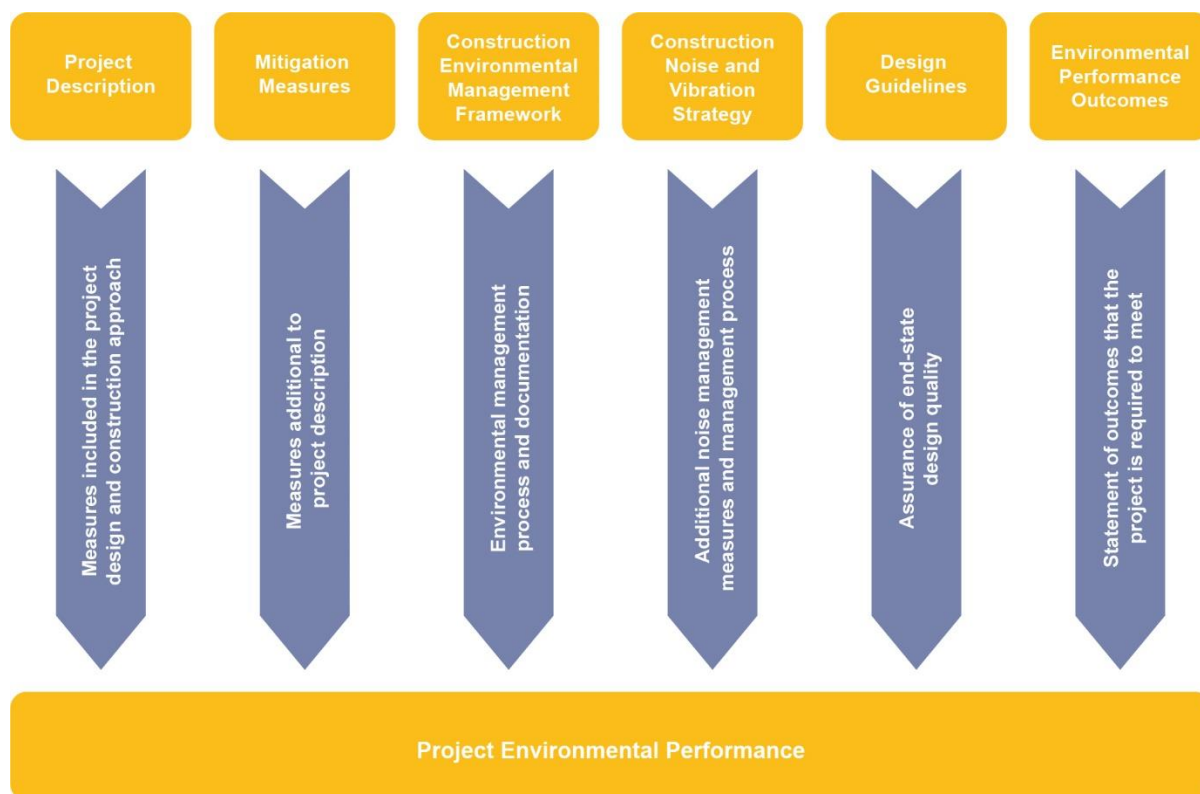 Project
Description
Mitigation
Measures
Construction
Environmental
Management
Framework
Construction
Noise and
Vibration
Strategy
Design
Guidelines
Environmental
Performance
Outcomes
Measures included in the project
design and construction approach
Measures additional to
project description
Environmental management
process and documentation
Additional noise management
measures and management process
Assurance of end-state
design quality
Statement of outcomes that the
project is required to meet
Project Environmental Performance